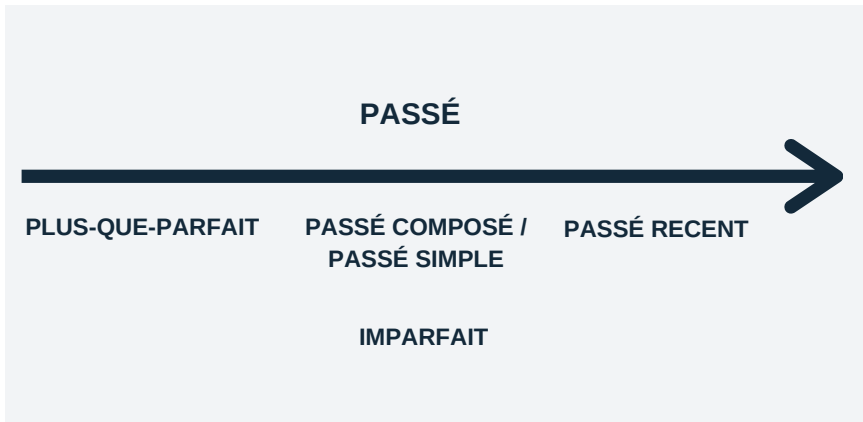 PASSÉ
PLUS-QUE-PARFAIT
PASSÉ COMPOSÉ /
PASSÉ SIMPLE
PASSÉ RECENT
IMPARFAIT